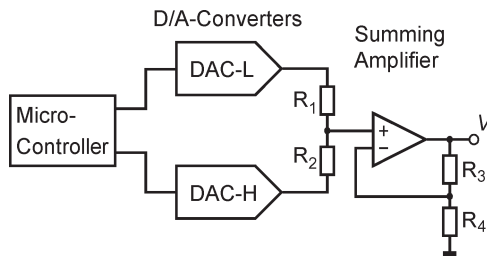 D/A-Converters
Summing
Amplifier
DAC-L
Micro-
Controller
R1
R2
DAC-H
+
−
V
R3
R4